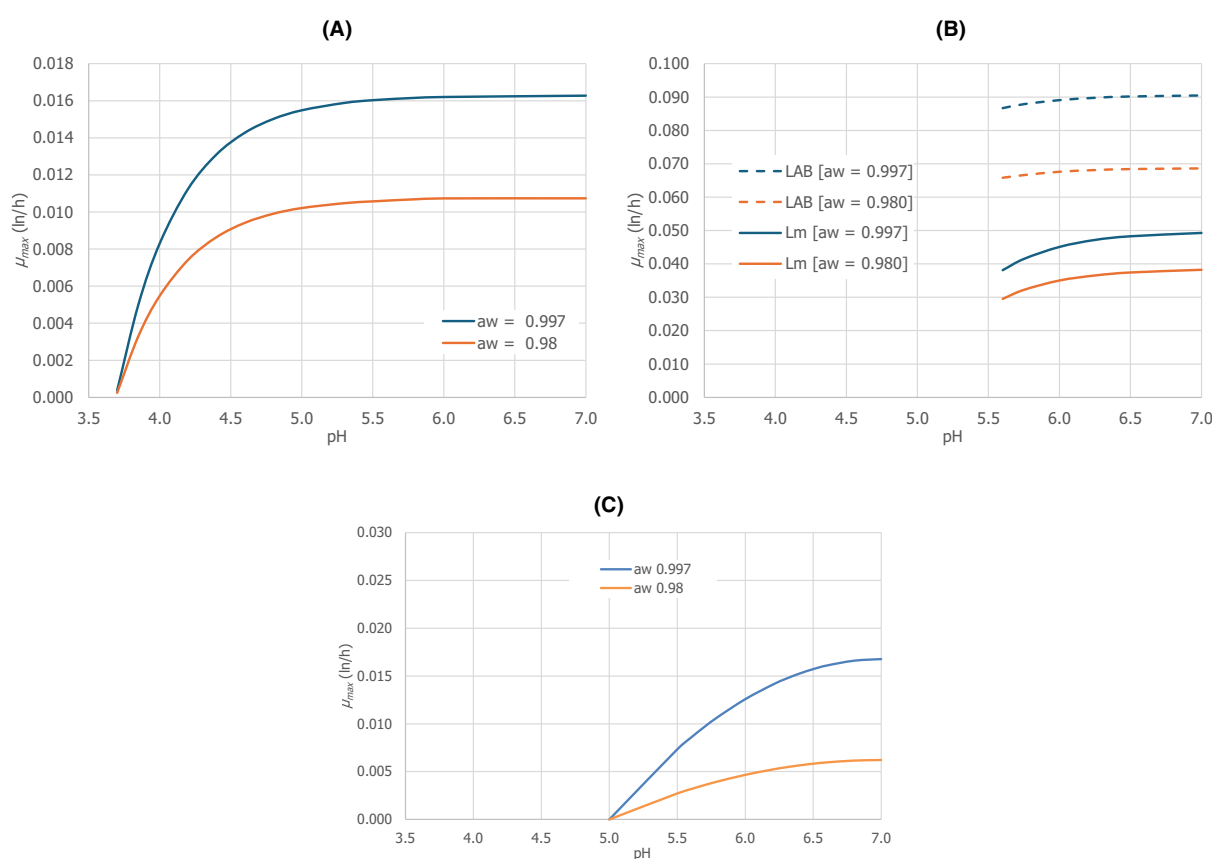 (A)
0.018
0.016
0.014
0.012
0.010
0.008
0.006
0.004
0.002
0.000
μmax (ln/h)
aw = 0.997
aw = 0.98
3.5 4.0 4.5 5.0 5.5 6.0 6.5 7.0
pH
(B)
0.100
0.090
0.080
0.070
0.060
0.050
0.040
0.030
0.020
0.010
0.000
μmax (ln/h)
LAB [aw = 0.997]
LAB [aw = 0.980]
Lm [aw = 0.997]
Lm [aw = 0.980]
3.5 4.0 4.5 5.0 5.5 6.0 6.5 7.0
pH
(C)
0.030
0.025
0.020
0.015
0.010
0.005
0.000
μmax (ln/h)
aw 0.997
aw 0.98
3.5 4.0 4.5 5.0 5.5 6.0 6.5 7.0
pH